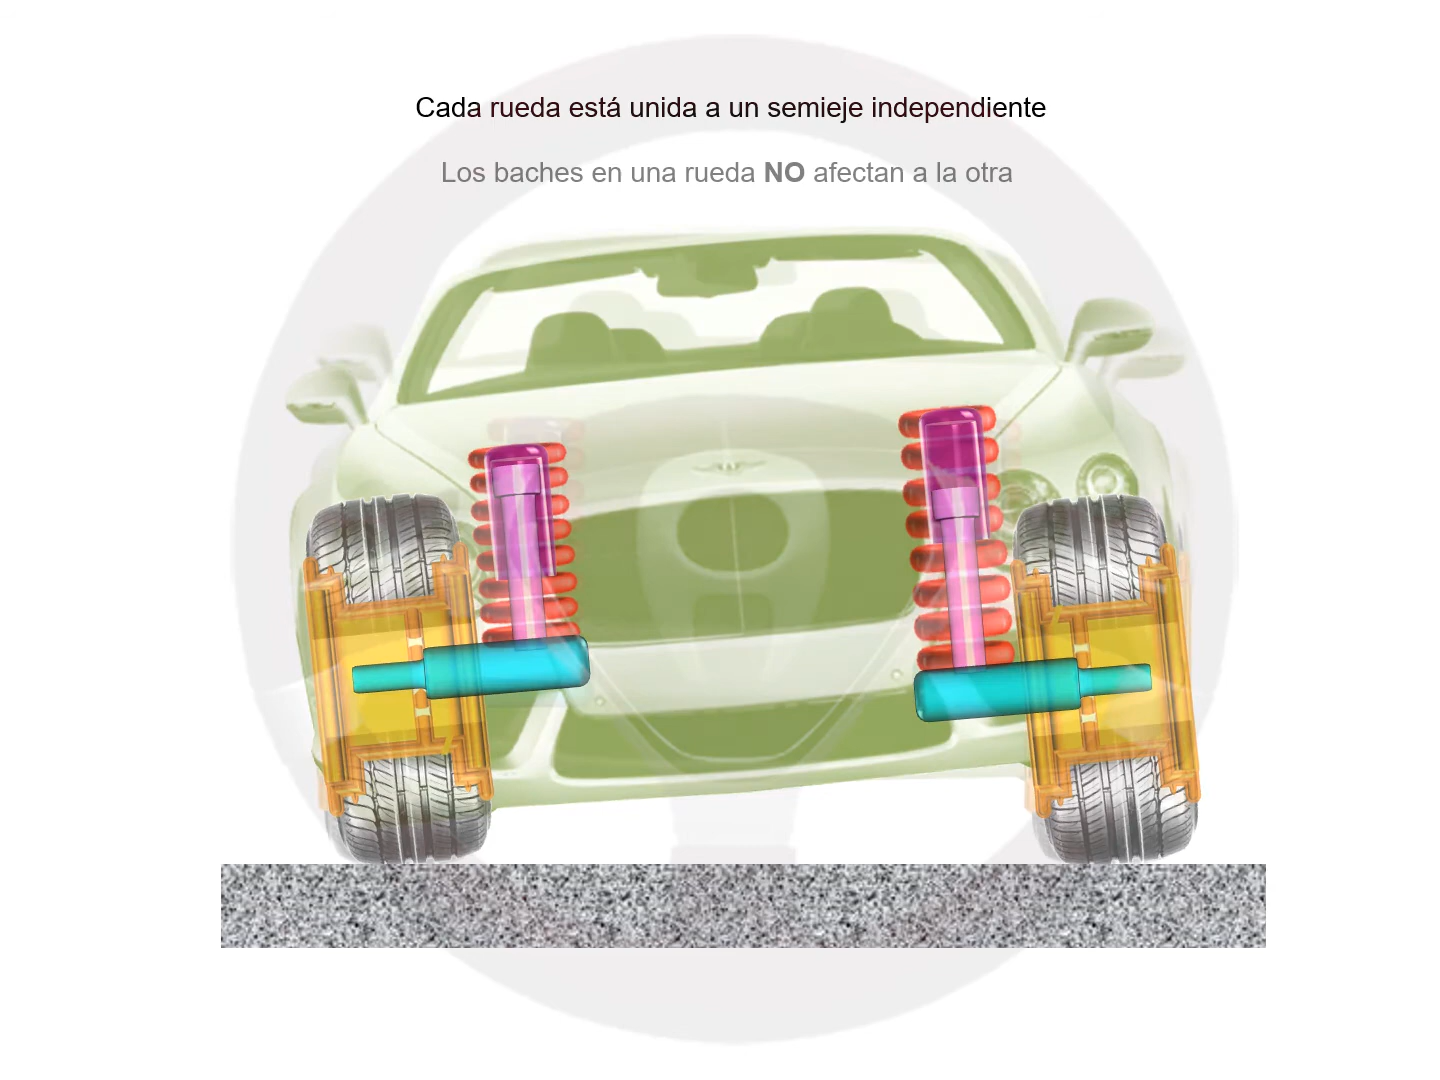 Cada rueda está unida a un semieje independiente
Los baches en una rueda NO afectan a la otra